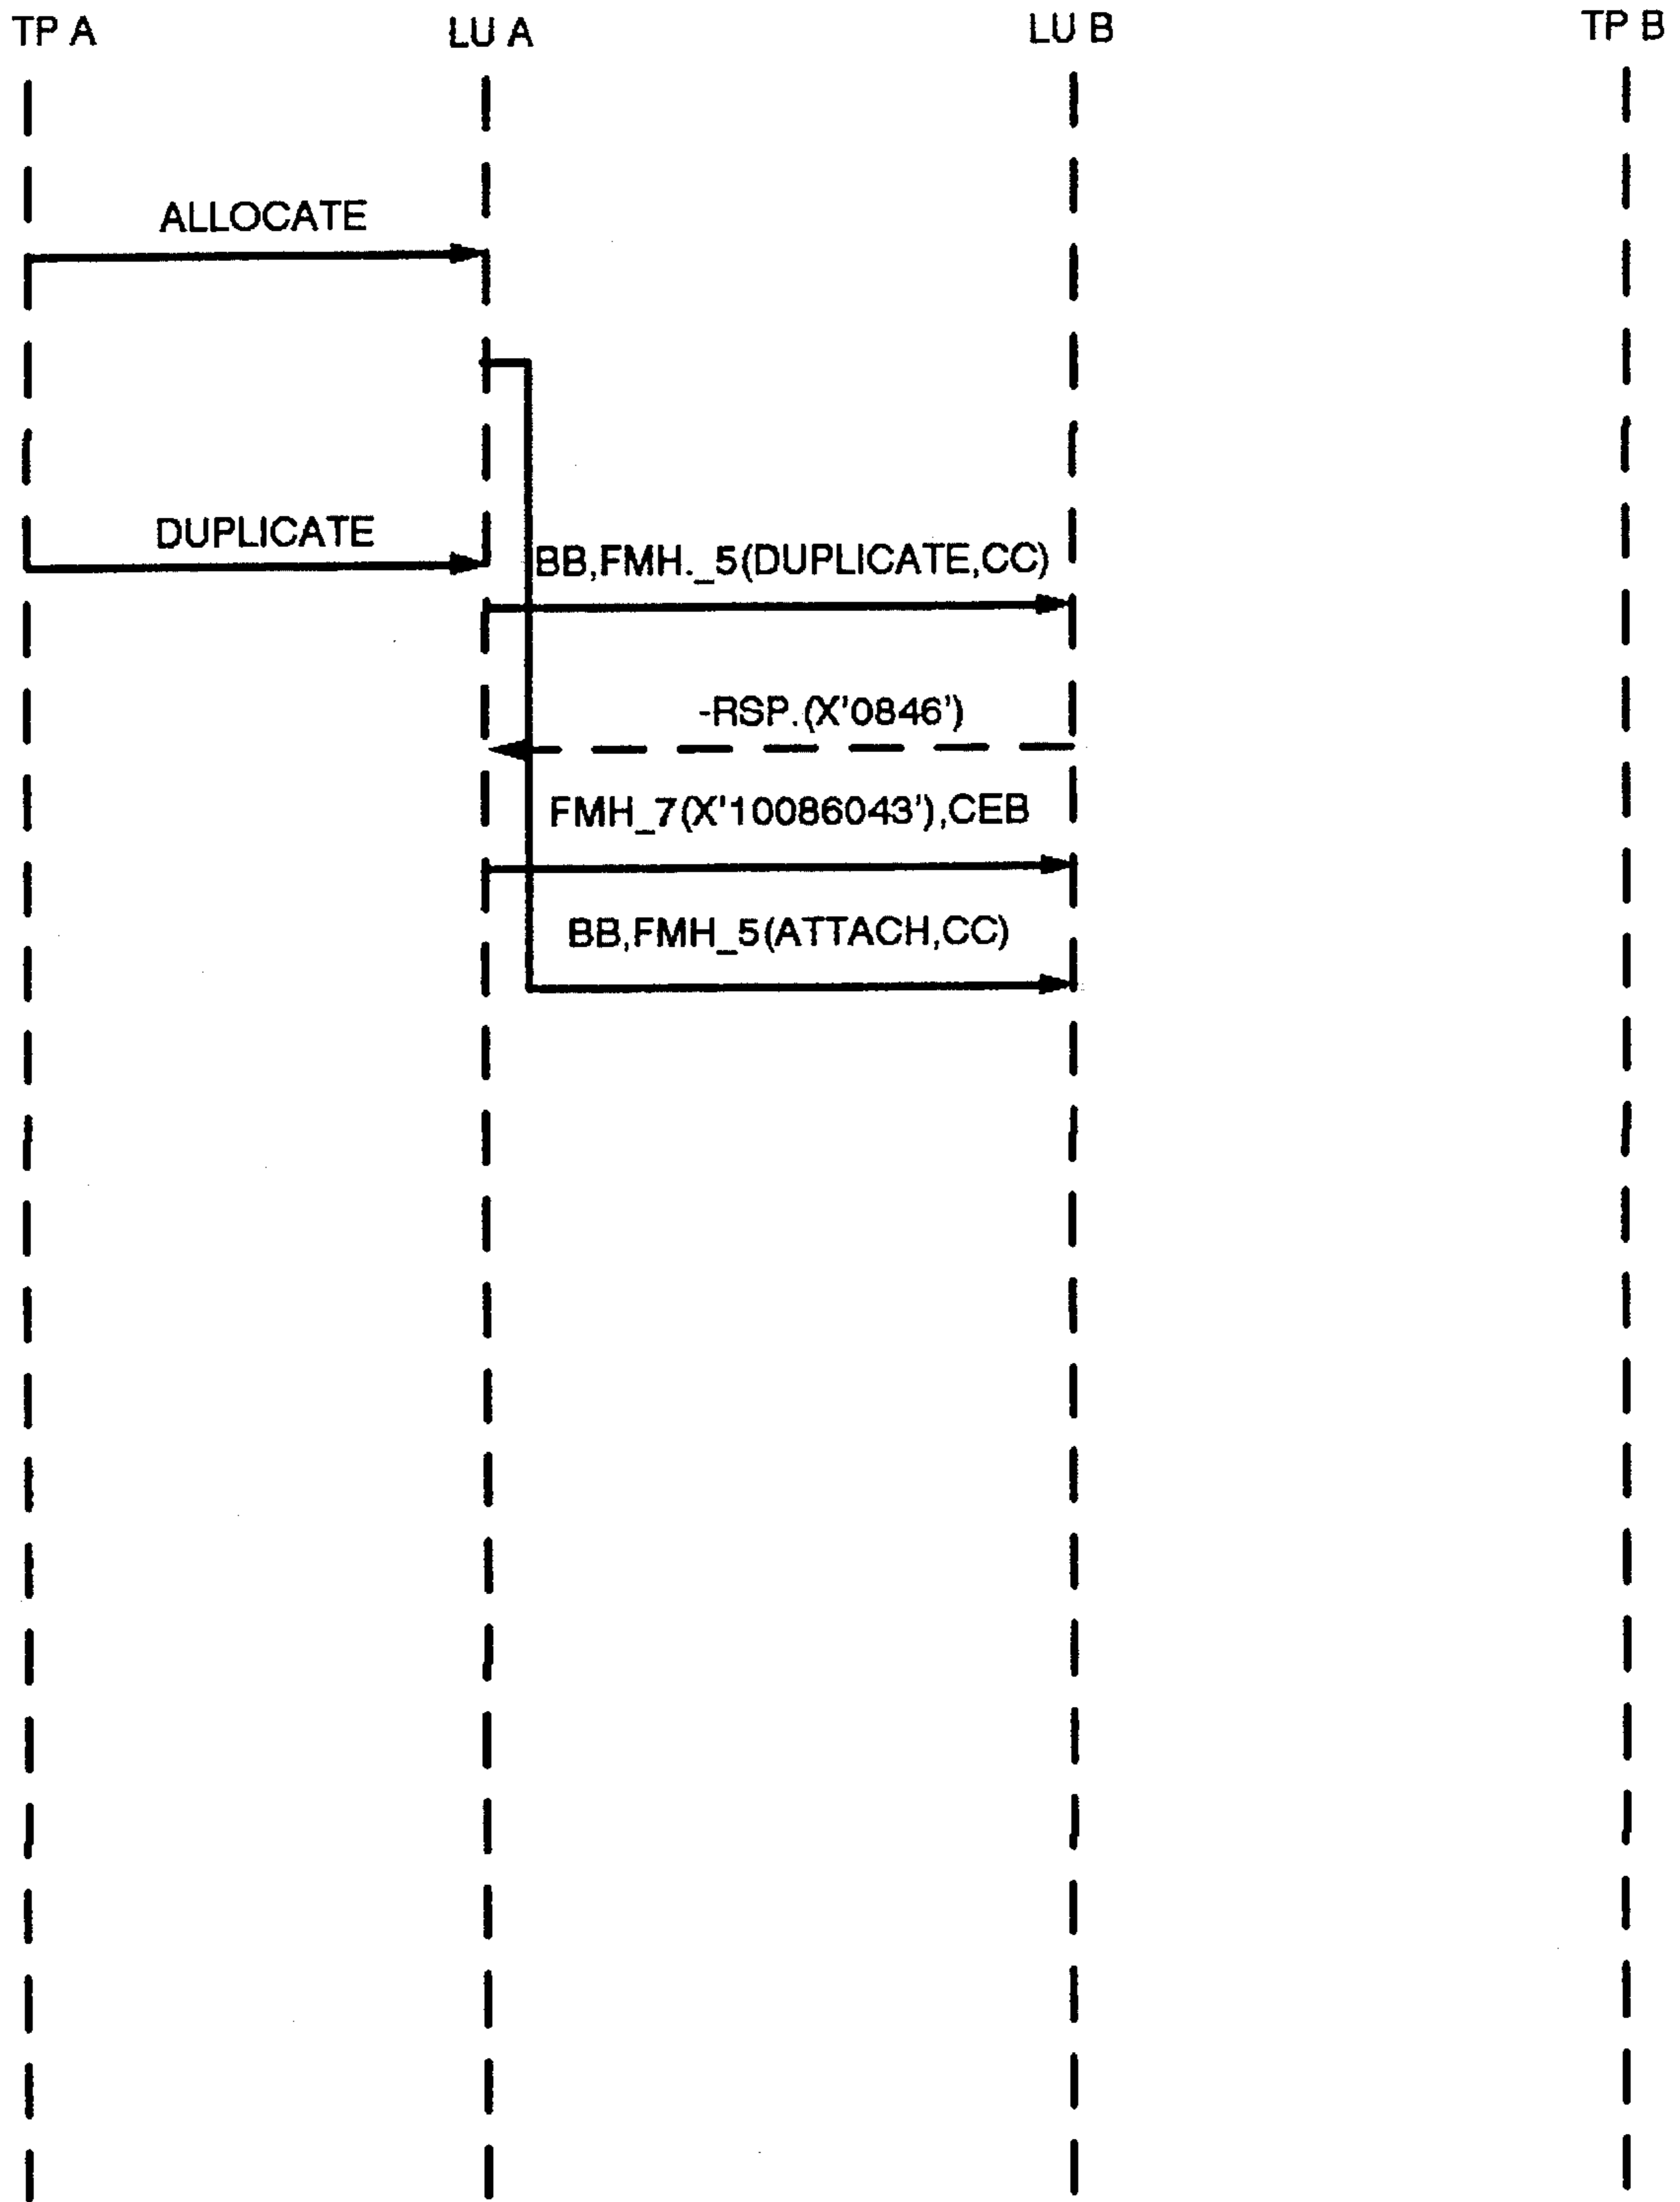 TP A
LU A
LU B
TP B
ALLOCATE
DUPLICATE
BB,FMH._5(DUPLICATE,CC)
-RSP.(X'0846')
FMH_7(X'10086043'),CEB
BB,FMH_5(ATTACH,CC)